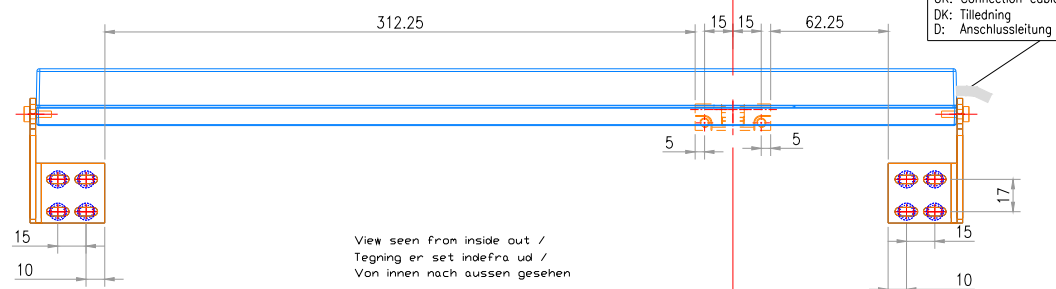 DK: Tilledning
D: Anschlussleitung
312.25
15
15
62.25
5
5
17
15
10
15
10
View seen from inside out /
Tegning er set indefra ud /
Von innen nach aussen gesehen